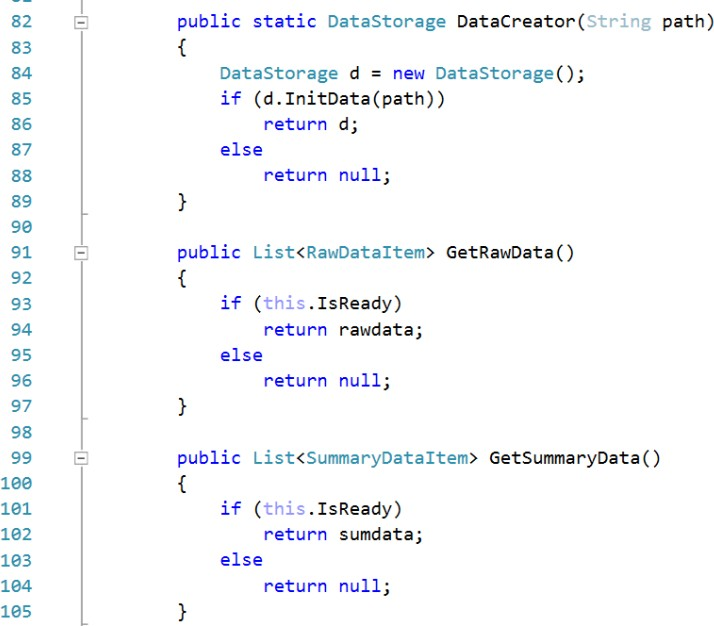 82 public static DataStorage DataCreator(String path)
83 {
84 DataStorage d = new DataStorage();
85 if (d.InitData(path))
86 return d;
87 else
88 return null;
89 }
90
91 public List<RawDataItem> GetRawData()
92 {
93 if (this.IsReady)
94 return rawdata;
95 else
96 return null;
97 }
98
99 public List<SummaryDataItem> GetSummaryData()
100 {
101 if (this.IsReady)
102 return sumdata;
103 else
104 return null;
105 }